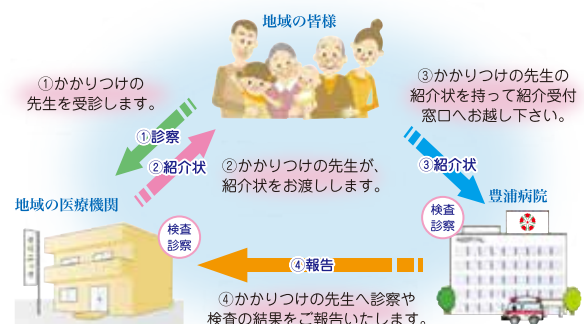 地域の皆様
①かかりつけの
先生を受診します。
③かかりつけの先生の
紹介状を持って紹介受付
窓口へお越し下さい。
①診察
②紹介状
②かかりつけの先生が、
紹介状をお渡しします。
③紹介状
地域の医療機関
豊浦病院
検査
診察
検査
診察
④報告
④かかりつけの先生へ診察や
検査の結果をご報告いたします。